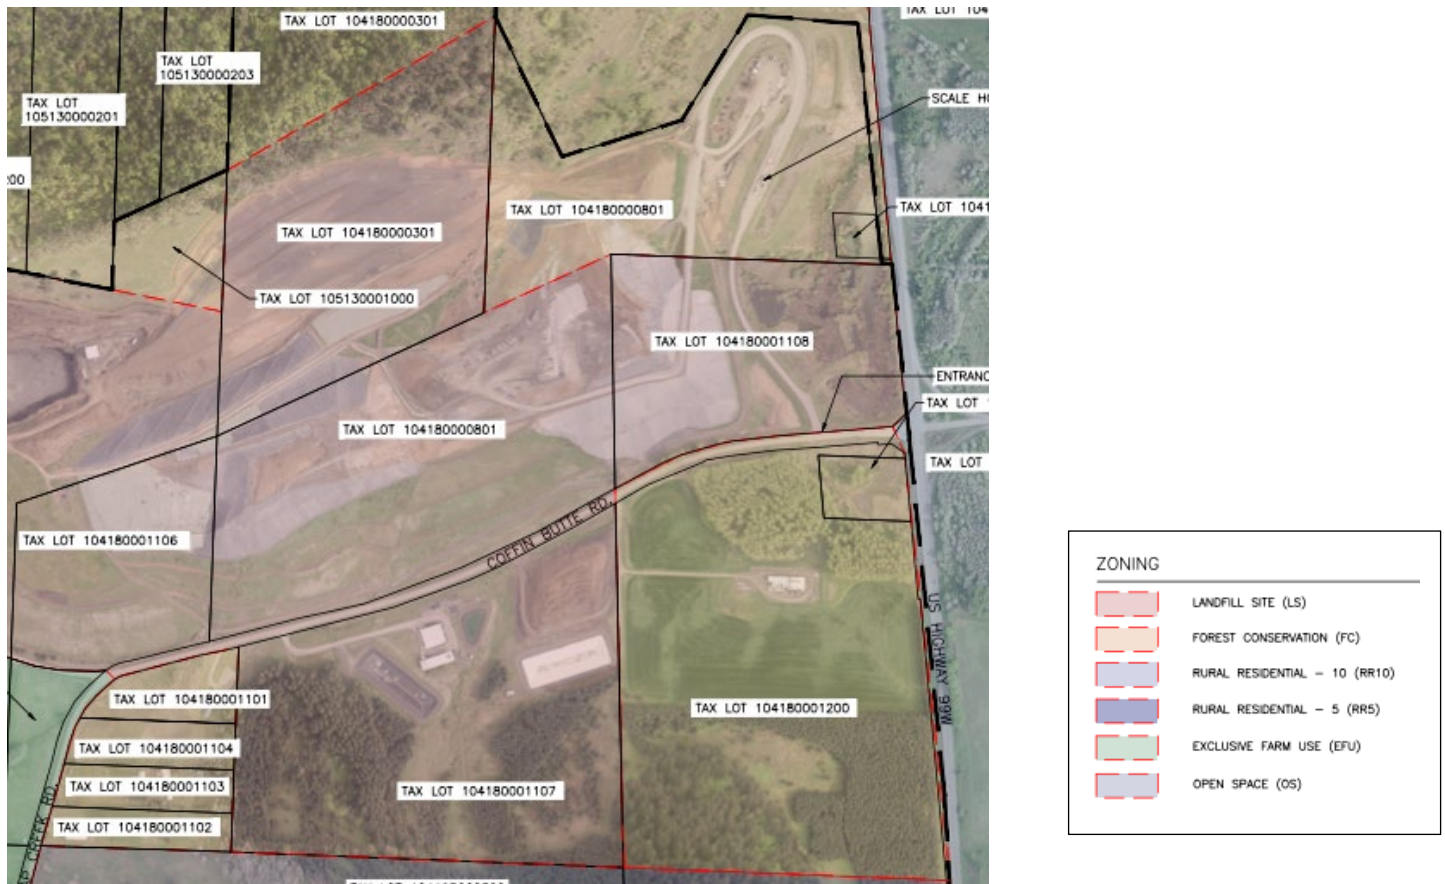 TAX LOT 104180000301
TAX LOT
105130000203
TAX LOT
105130000201
SCALE
TAX LOT 104180000801
TAX LOT
TAX LOT 104180000301
TAX LOT 105130001000
TAX LOT 104180001108
TAX LOT
TAX LOT 104180000801
TAX LOT
COFFIN BUTTE RD.
TAX LOT 104180001106
US HIGHWAY 99W
TAX LOT 104180001101
TAX LOT 104180001200
TAX LOT 104180001104
TAX LOT 104180001103
TAX LOT 104180001107
TAX LOT 104180001102
CREEK RD.
ZONING
LANDFILL SITE (LS)
FOREST CONSERVATION (FC)
RURAL RESIDENTIAL – 10 (RR10)
RURAL RESIDENTIAL – 5 (RR5)
EXCLUSIVE FARM USE (EFU)
OPEN SPACE (OS)